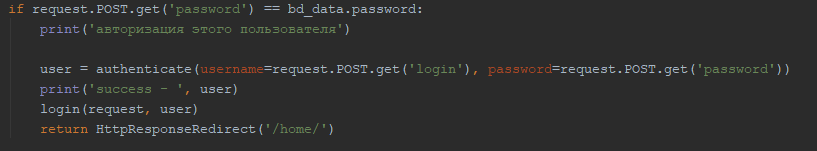 if request.POST.get('password') == bd_data.password:
print('авторизация этого пользователя')
user = authenticate(username=request.POST.get('login'), password=request.POST.get('password'))
print('success - ', user)
login(request, user)
return HttpResponseRedirect('/home/')